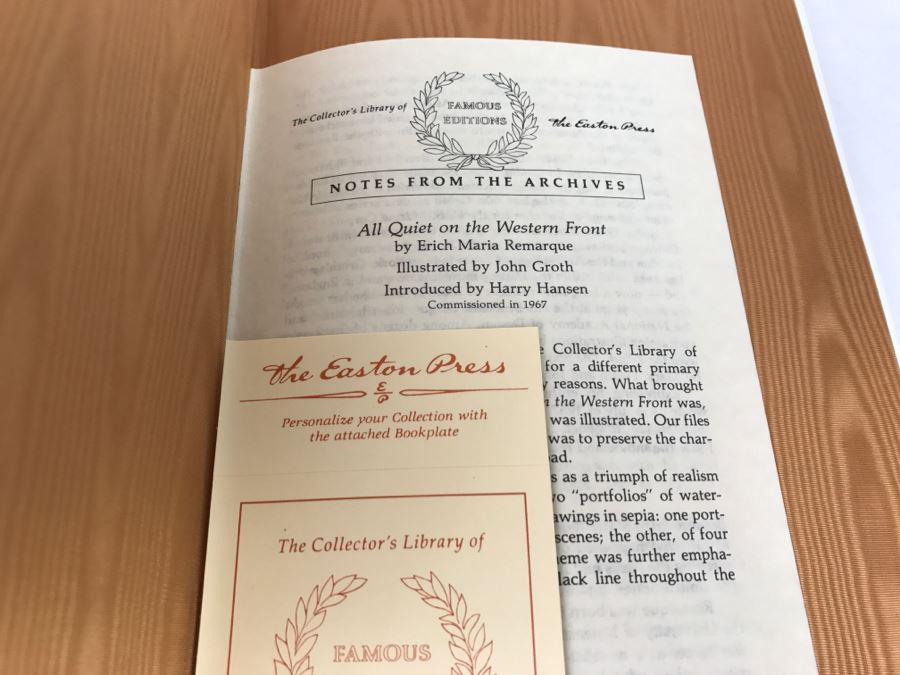 The Collector's Library of
FAMOUS
EDITIONS
the Easton Press
NOTES FROM THE ARCHIVES
All Quiet on the Western Front
by Erich Maria Remarque
Illustrated by John Groth
Introduced by Harry Hansen
Commissioned in 1967
Collector's Library of
for a different primary
reasons. What brought
the Western Front was,
was illustrated. Our files
was to preserve the char-
as a triumph of realism
"portfolios" of water-
in sepia: one port-
scenes; the other, of four
was further empha-
line throughout the
the Easton Press
Personalize your Collection with
the attached Bookplate
The Collector's Library of
FAMOUS